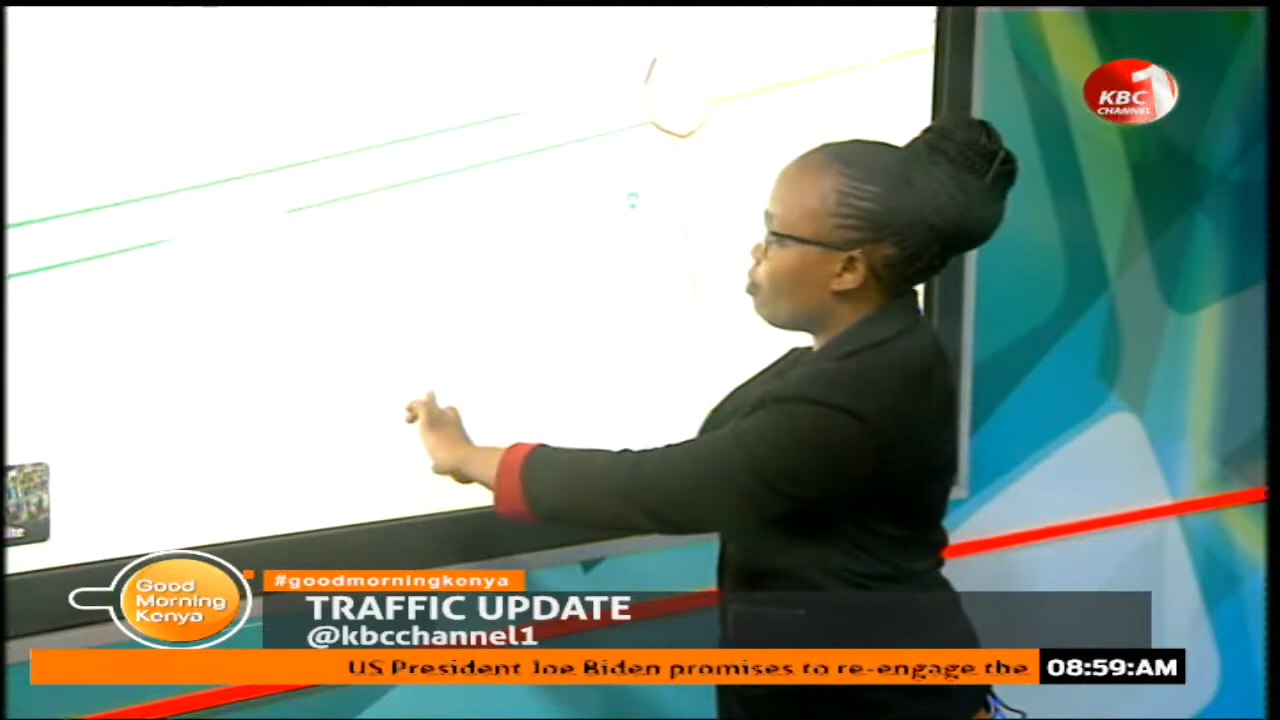 KBC 1
CHANNEL
Good
Morning
Kenya
#goodmorningkenya
TRAFFIC UPDATE
@kbcchannel1
US President Joe Biden promises to re-engage the
08:59:AM